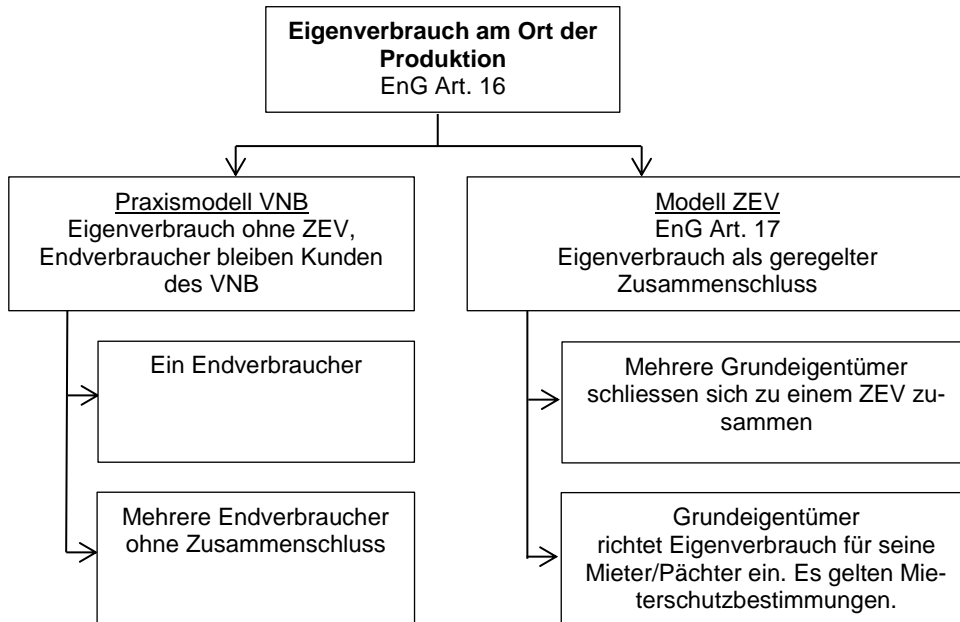 Eigenverbrauch am Ort der
Produktion
EnG Art. 16
Praxismodell VNB
Eigenverbrauch ohne ZEV,
Endverbraucher bleiben Kunden
des VNB
Modell ZEV
EnG Art. 17
Eigenverbrauch als geregelter
Zusammenschluss
Ein Endverbraucher
Mehrere Grundeigentümer
schliessen sich zu einem ZEV zu-
sammen
Mehrere Endverbraucher
ohne Zusammenschluss
Grundeigentümer
richtet Eigenverbrauch für seine
Mieter/Pächter ein. Es gelten Mie-
terschutzbestimmungen.